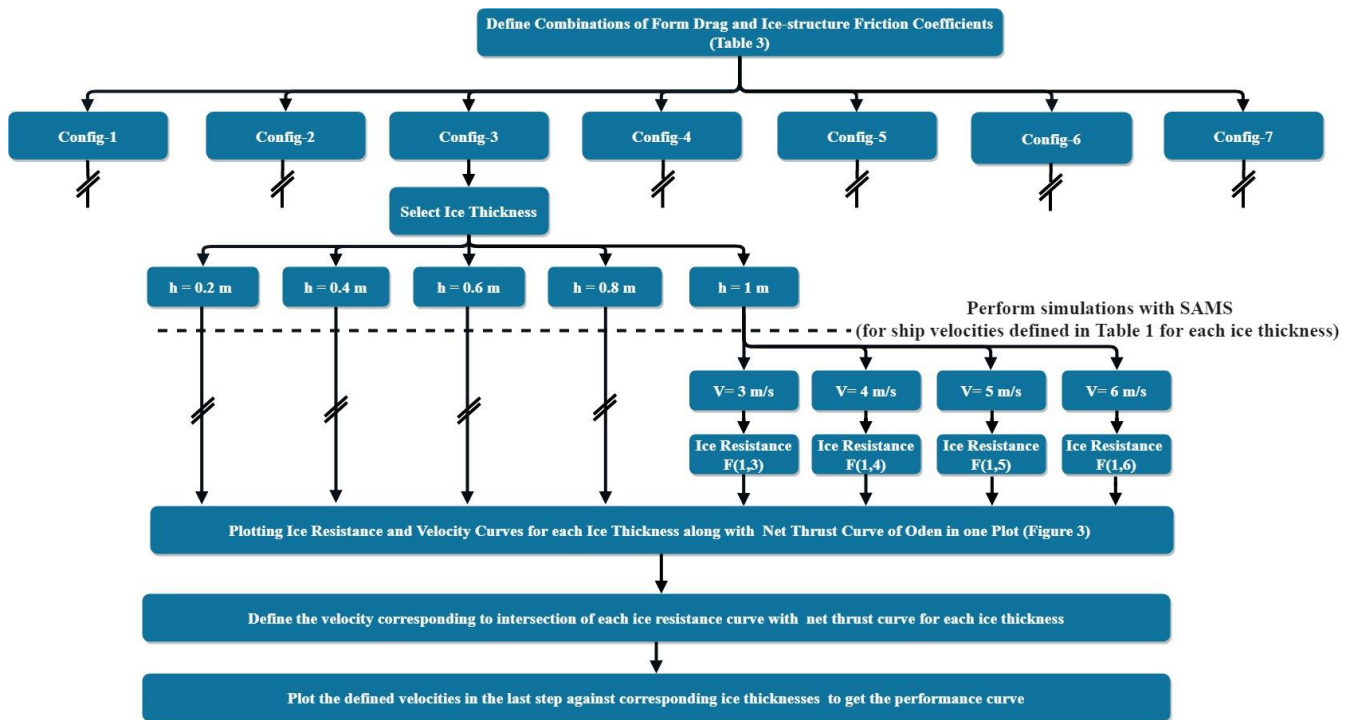 Define Combinations of Form Drag and Ice-structure Friction Coefficients
(Table 3)
Config-1
Config-2
Config-3
Config-4
Config-5
Config-6
Config-7
Select Ice Thickness
h = 0.2 m
h = 0.4 m
h = 0.6 m
h = 0.8 m
h = 1 m
Perform simulations with SAMS
(for ship velocities defined in Table 1 for each ice thickness)
V= 3 m/s
V= 4 m/s
V= 5 m/s
V= 6 m/s
Ice Resistance
F(1,3)
Ice Resistance
F(1,4)
Ice Resistance
F(1,5)
Ice Resistance
F(1,6)
Plotting Ice Resistance and Velocity Curves for each Ice Thickness along with Net Thrust Curve of Oden in one Plot (Figure 3)
Define the velocity corresponding to intersection of each ice resistance curve with net thrust curve for each ice thickness
Plot the defined velocities in the last step against corresponding ice thicknesses to get the performance curve